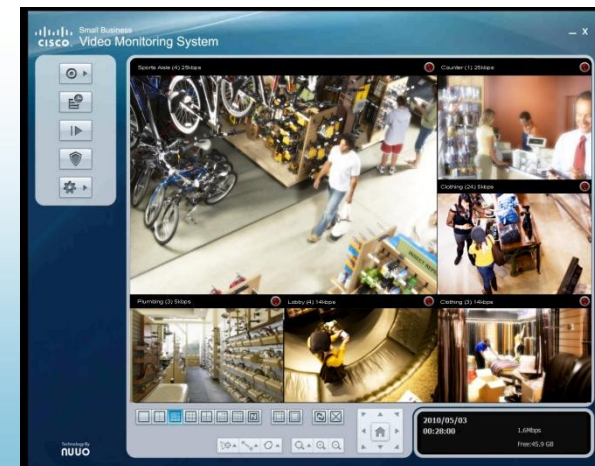 Small Business
CISCO. Video Monitoring System
– x
Sports Aisle (4) 25kbps
Counter (1) 25kbps
Clothing (24) 5kbps
Plumbing (3) 5kbps
Lobby (4) 14kbps
Clothing (3) 14kbps
2010/05/03
00:28:00
1.6Mbps
Free:45.9 GB
Technology By
NUUO